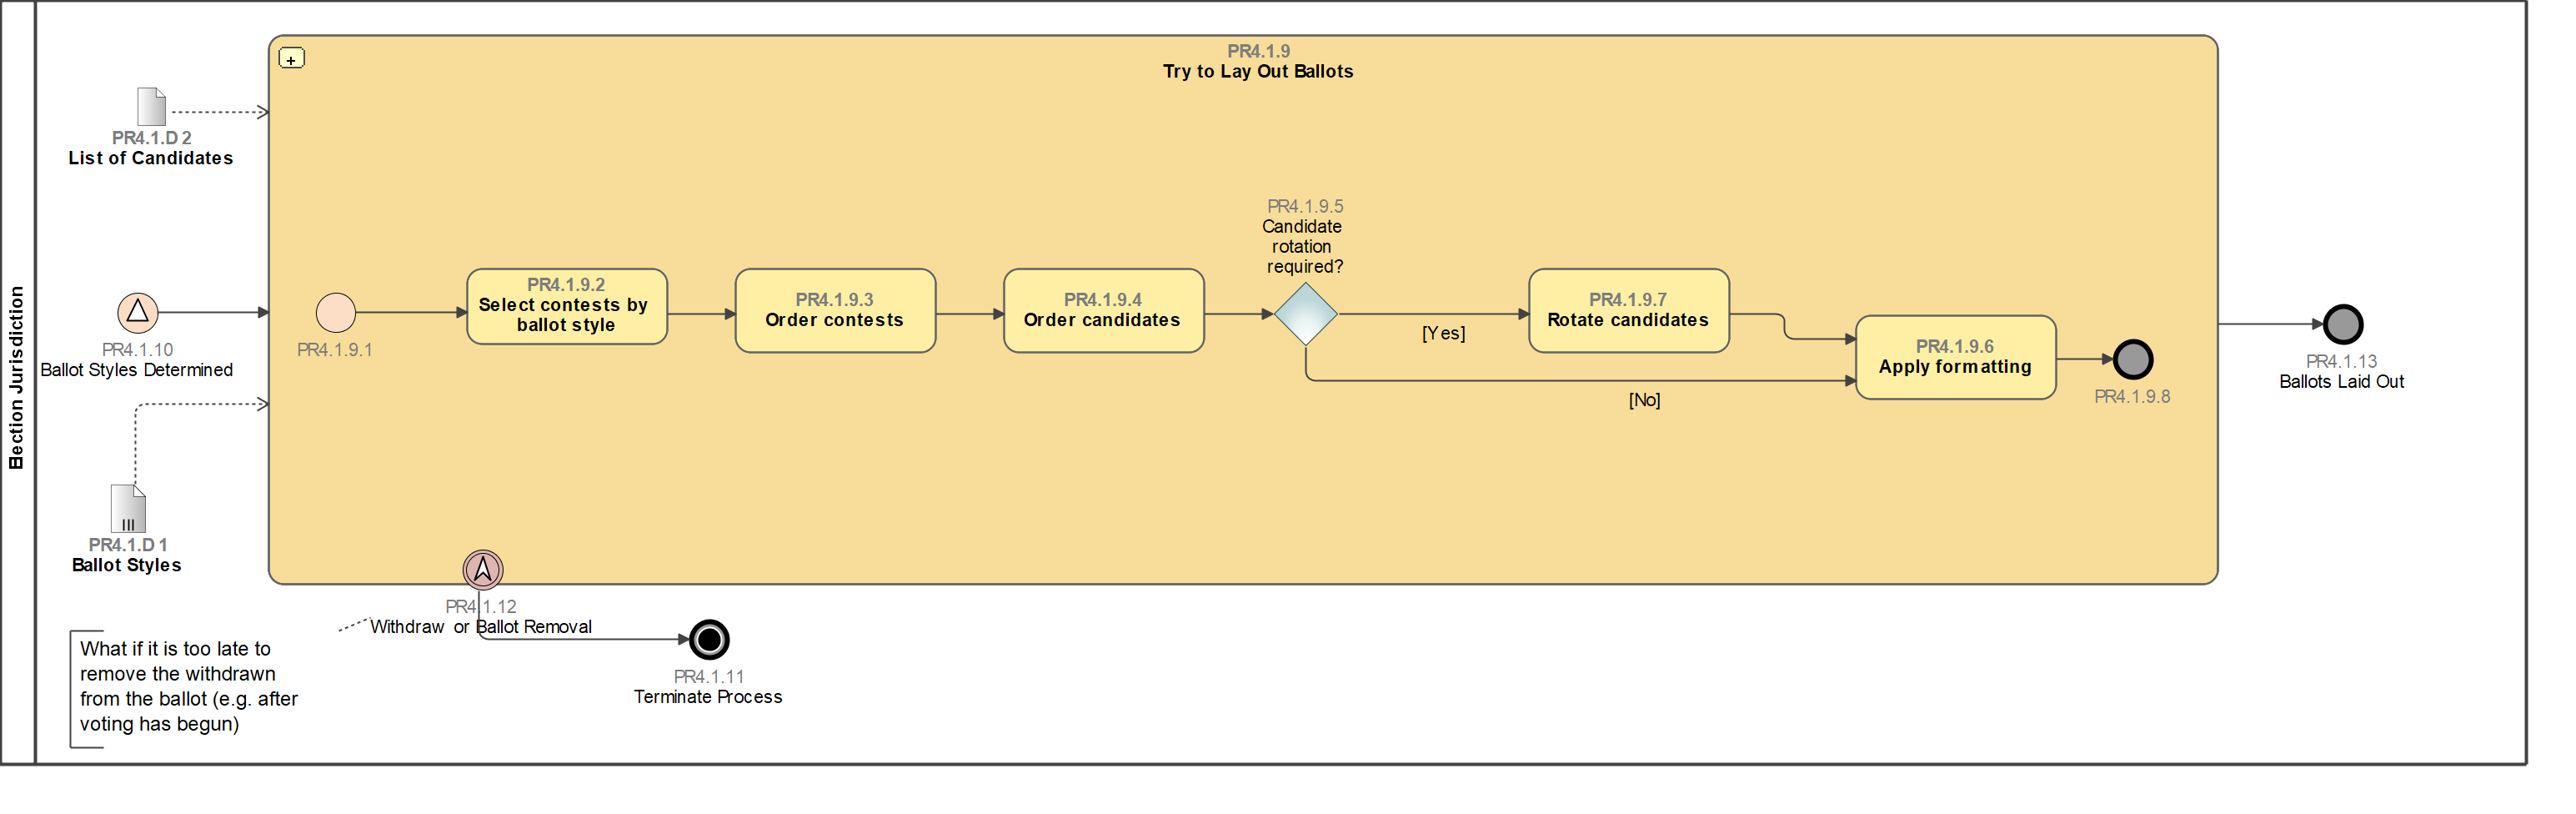 Election Jurisdiction
PR4.1.9
Try to Lay Out Ballots
PR4.1.D 2
List of Candidates
PR4.1.10
Ballot Styles Determined
PR4.1.D 1
Ballot Styles
PR4.1.9.1
PR4.1.9.2
Select contests by
ballot style
PR4.1.9.3
Order contests
PR4.1.9.4
Order candidates
PR4.1.9.5
Candidate
rotation
required?
[Yes]
[No]
PR4.1.9.7
Rotate candidates
PR4.1.9.6
Apply formatting
PR4.1.9.8
PR4.1.13
Ballots Laid Out
PR4.1.12
Withdraw or Ballot Removal
PR4.1.11
Terminate Process
What if it is too late to
remove the withdrawn
from the ballot (e.g. after
voting has begun)